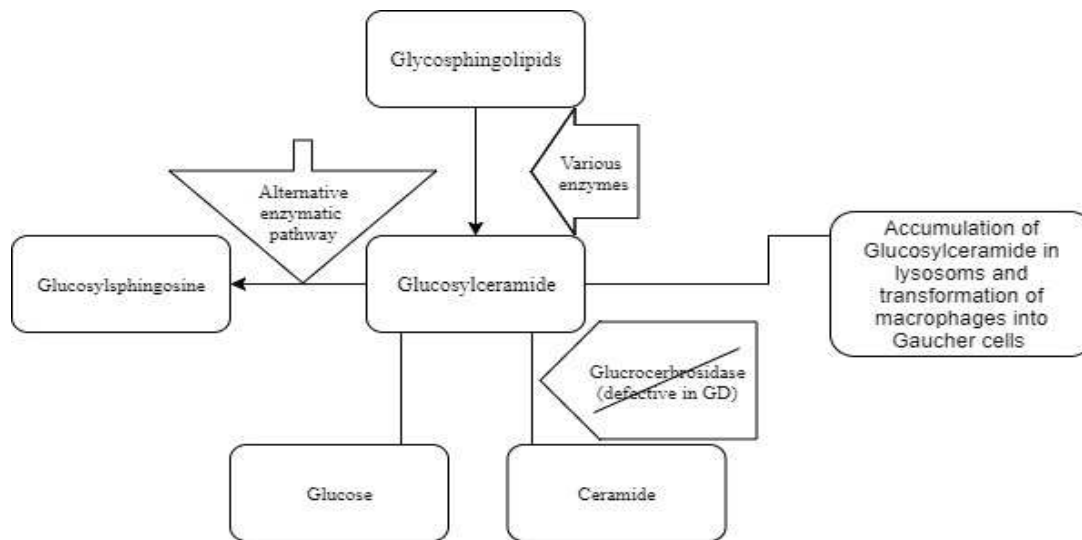 Glycosphingolipids
Various
enzymes
Alternative
enzymatic
pathway
Glucosylsphingosine
Glucosylceramide
Accumulation of
Glucosylceramide in
lysosoms and
transformation of
macrophages into
Gaucher cells
Glucrocerbrosidase
(defective in GD)
Glucose
Ceramide